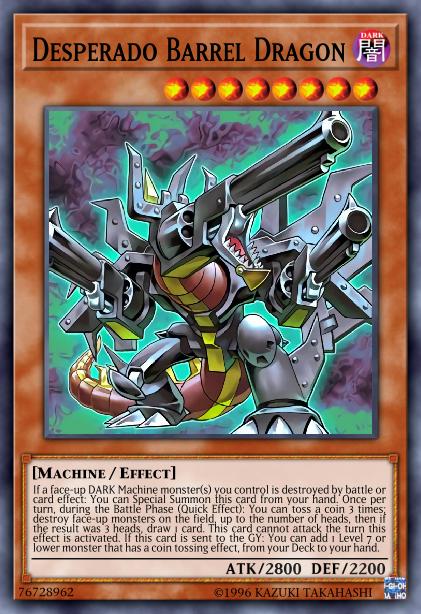 DESPERADO BARREL DRAGON
DARK
闇
[MACHINE / EFFECT]
If a face-up DARK Machine monster(s) you control is destroyed by battle or
card effect: You can Special Summon this card from your hand. Once per
turn, during the Battle Phase (Quick Effect): You can toss a coin 3 times;
destroy face-up monsters on the field, up to the number of heads, then if
the result was 3 heads, draw 1 card. This card cannot attack the turn this
effect is activated. If this card is sent to the GY: You can add 1 Level 7 or
lower monster that has a coin tossing effect, from your Deck to your hand.
ATK/2800 DEF/2200
76728962
©1996 KAZUKI TAKAHASHI